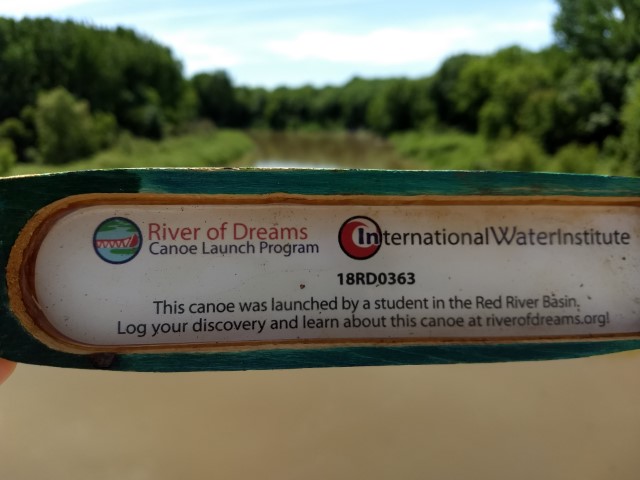 River of Dreams
Canoe Launch Program
InternationalWaterInstitute
18RD0363
This canoe was launched by a student in the Red River Basin.
Log your discovery and learn about this canoe at riverofdreams.org!